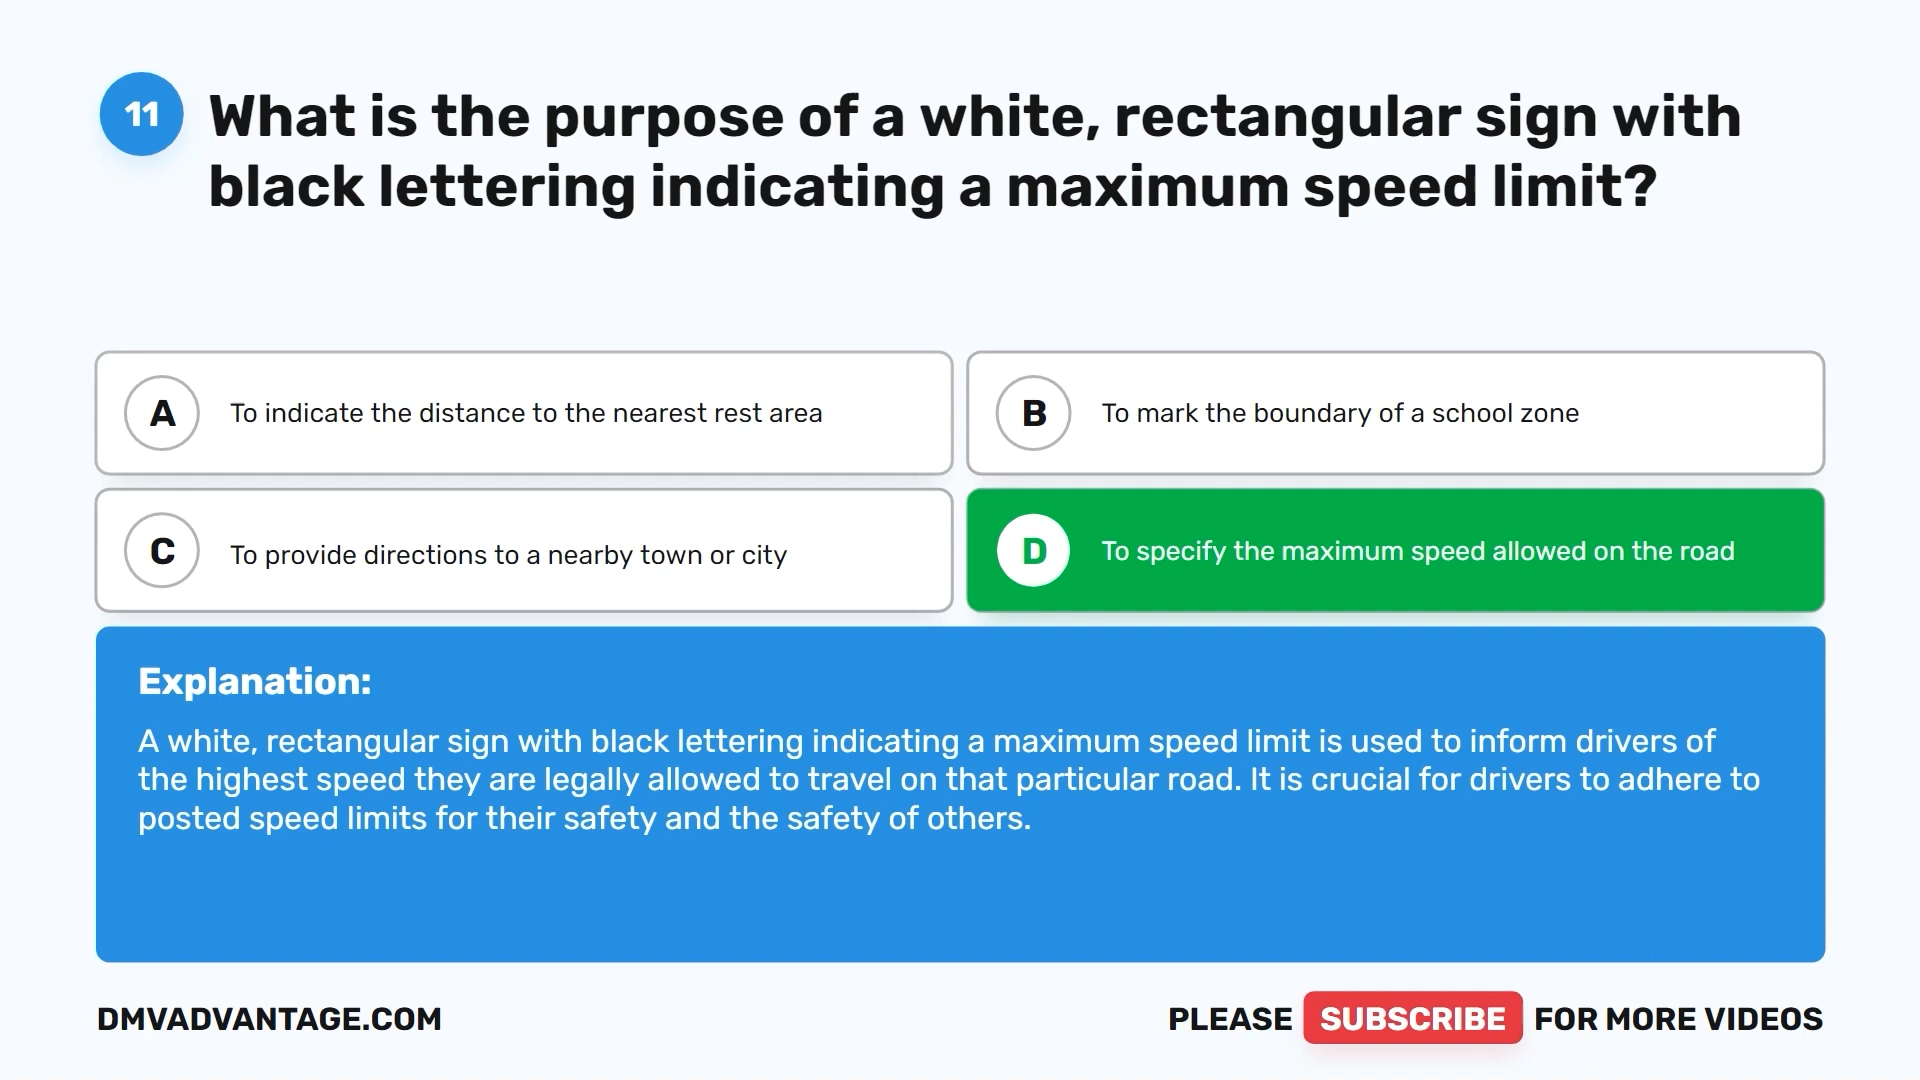 11
What is the purpose of a white, rectangular sign with
black lettering indicating a maximum speed limit?
A To indicate the distance to the nearest rest area
B To mark the boundary of a school zone
C To provide directions to a nearby town or city
D To specify the maximum speed allowed on the road
Explanation:
A white, rectangular sign with black lettering indicating a maximum speed limit is used to inform drivers of
the highest speed they are legally allowed to travel on that particular road. It is crucial for drivers to adhere to
posted speed limits for their safety and the safety of others.
DMVADVANTAGE.COM
PLEASE SUBSCRIBE FOR MORE VIDEOS